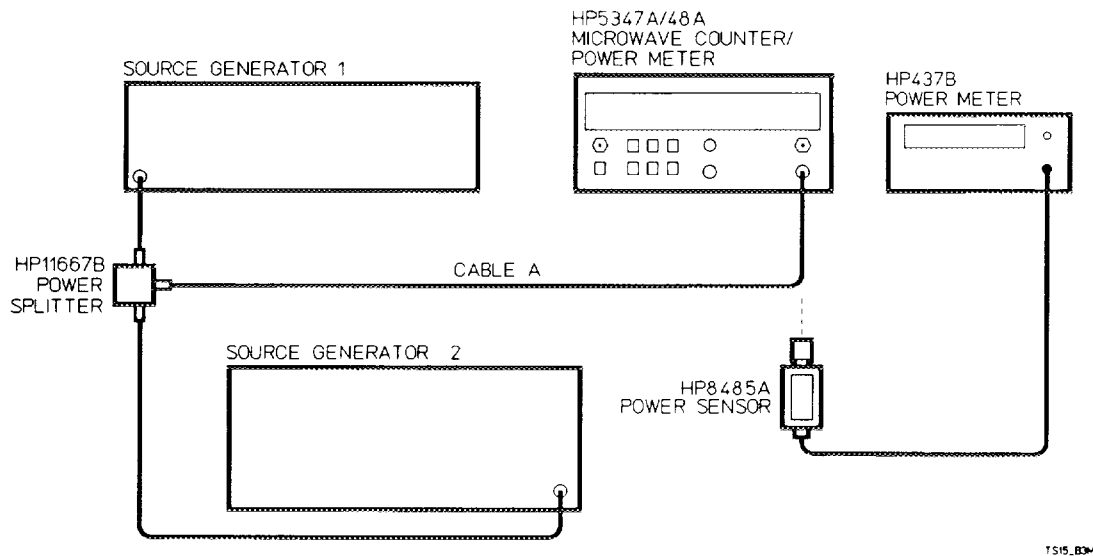 HP5347A/48A
MICROWAVE COUNTER/
POWER METER
SOURCE GENERATOR 1
HP437B
POWER METER
HP11667B
POWER
SPLITTER
CABLE A
SOURCE GENERATOR 2
HP8485A
POWER SENSOR
TS15_B3M